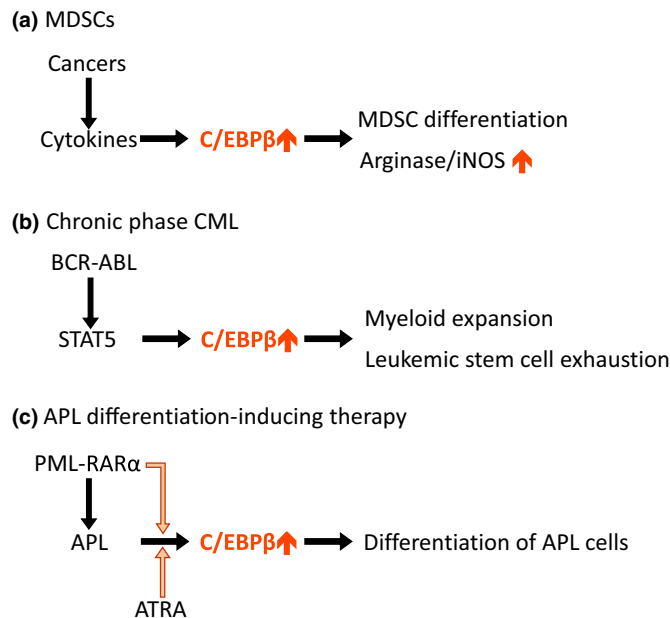 (a) MDSCs
Cancers
Cytokines
C/EBPβ
MDSC differentiation
Arginase/iNOS
(b) Chronic phase CML
BCR-ABL
STAT5
C/EBPβ
Myeloid expansion
Leukemic stem cell exhaustion
(c) APL differentiation-inducing therapy
PML-RARα
APL
C/EBPβ
Differentiation of APL cells
ATRA